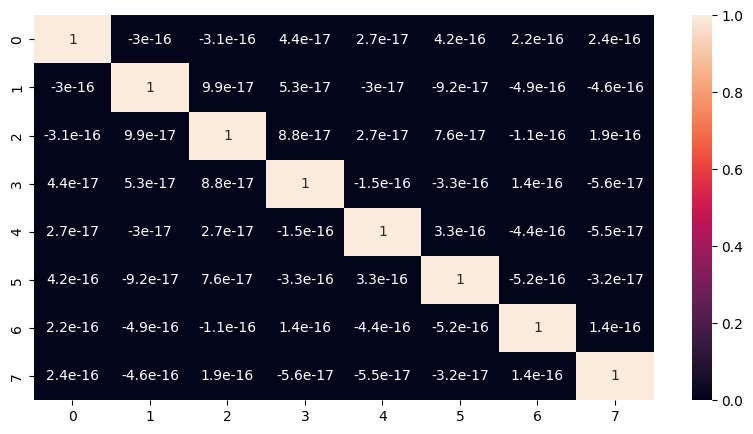 1.0
0 1 -3e-16 -3.1e-16 4.4e-17 2.7e-17 4.2e-16 2.2e-16 2.4e-16
1 -3e-16 1 9.9e-17 5.3e-17 -3e-17 -9.2e-17 -4.9e-16 -4.6e-16
0.8
2 -3.1e-16 9.9e-17 1 8.8e-17 2.7e-17 7.6e-17 -1.1e-16 1.9e-16
0.6
3 4.4e-17 5.3e-17 8.8e-17 1 -1.5e-16 -3.3e-16 1.4e-16 -5.6e-17
4 2.7e-17 -3e-17 2.7e-17 -1.5e-16 1 3.3e-16 -4.4e-16 -5.5e-17
0.4
5 4.2e-16 -9.2e-17 7.6e-17 -3.3e-16 3.3e-16 1 -5.2e-16 -3.2e-17
6 2.2e-16 -4.9e-16 -1.1e-16 1.4e-16 -4.4e-16 -5.2e-16 1 1.4e-16
0.2
7 2.4e-16 -4.6e-16 1.9e-16 -5.6e-17 -5.5e-17 -3.2e-17 1.4e-16 1
0.0
0 1 2 3 4 5 6 7